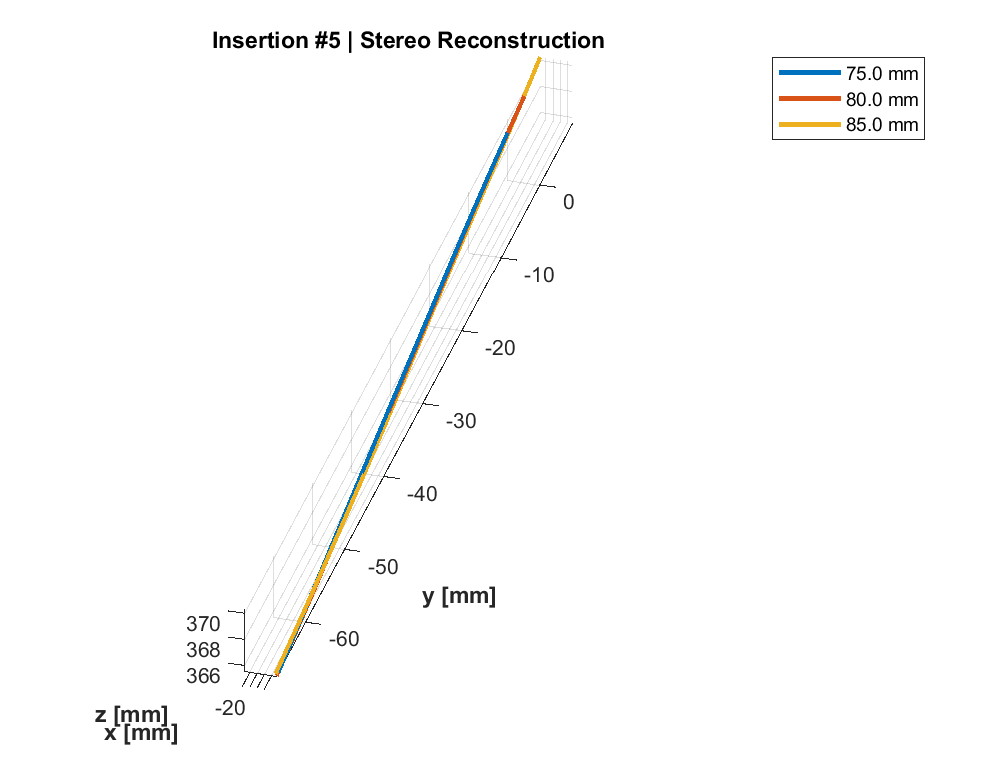 Insertion #5 | Stereo Reconstruction
75.0 mm
80.0 mm
85.0 mm
0
-10
-20
-30
-40
-50
-60
y [mm]
370
368
366
-20
z [mm]
x [mm]